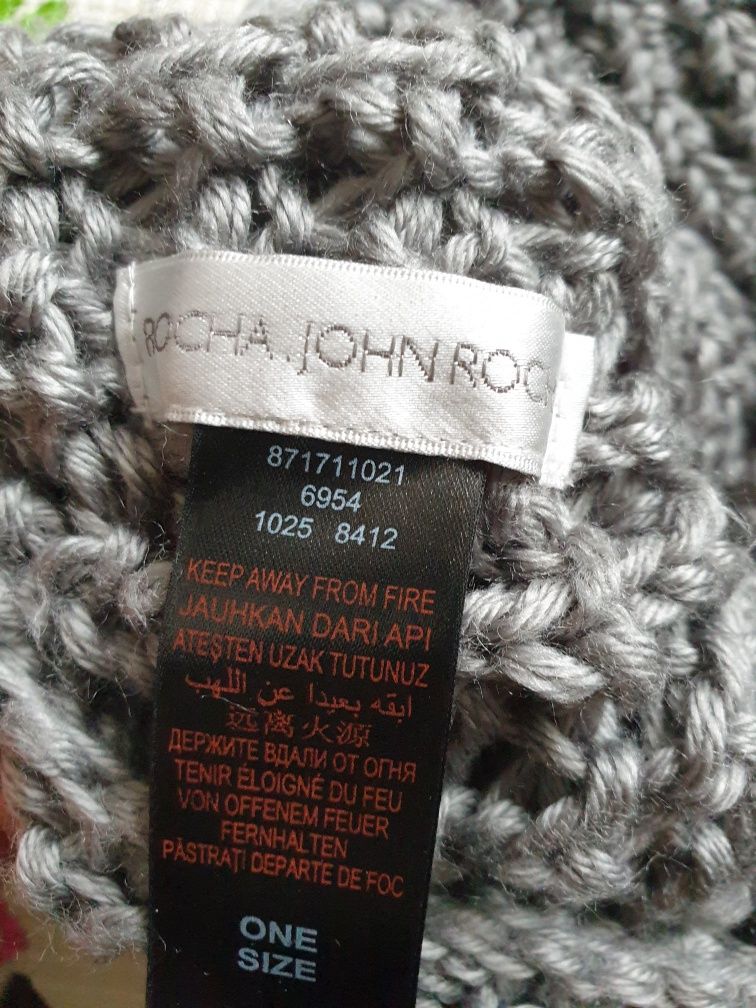 ROCHA.JOHN ROC
871711021
6954
1025 8412
KEEP AWAY FROM FIRE
JAUHKAN DARI API
ATEŞTEN UZAK TUTUNUZ
ابقه بعيدا عن اللهب
远离火源
ДЕРЖИТЕ ВДАЛИ ОТ ОГНЯ
TENIR ÉLOIGNÉ DU FEU
VON OFFENEM FEUER
FERNHALTEN
PĂSTRAȚI DEPARTE DE FOC
ONE
SIZE